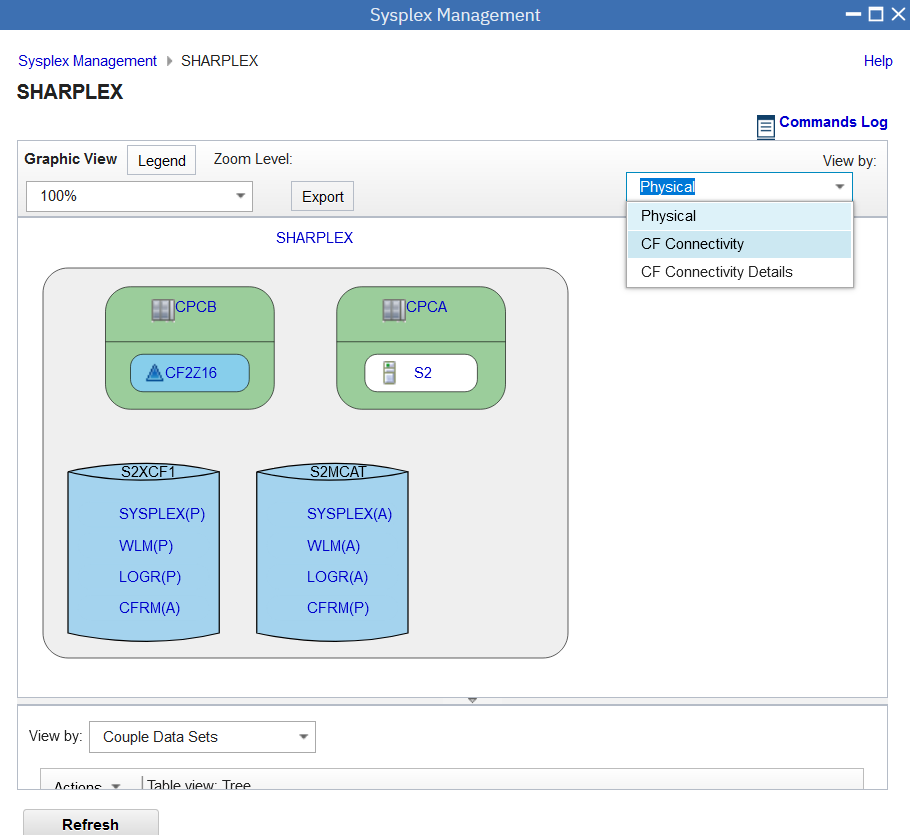 Sysplex Management
Sysplex Management SHARPLEX
Help
SHARPLEX
Commands Log
Graphic View
Legend
Zoom Level:
View by:
100%
Export
Physical
Physical
CF Connectivity
CF Connectivity Details
SHARPLEX
CPCB
CPCA
CF2Z16
S2
S2XCF1
S2MCAT
SYSPLEX(P)
SYSPLEX(A)
WLM(P)
WLM(A)
LOGR(P)
LOGR(A)
CFRM(A)
CFRM(P)
View by:
Couple Data Sets
Actions
Table view: Tree
Refresh